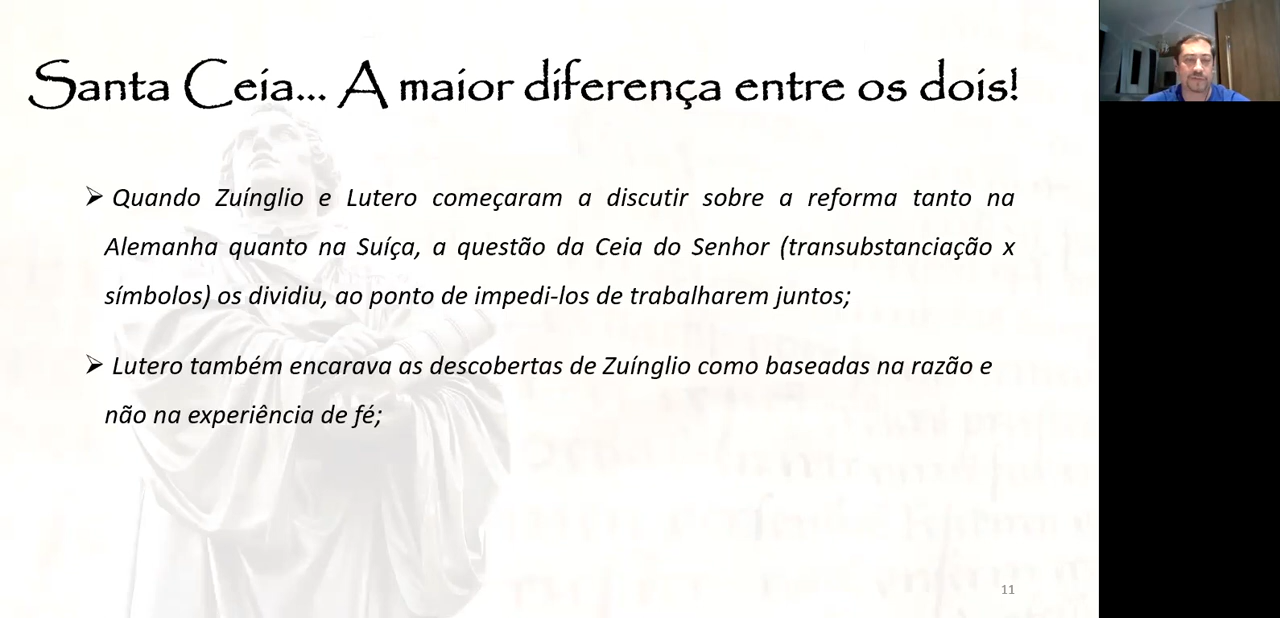 Santa Ceia... A maior diferença entre os dois!
➢ Quando Zuínglio e Lutero começaram a discutir sobre a reforma tanto na
Alemanha quanto na Suíça, a questão da Ceia do Senhor (transubstanciação x
símbolos) os dividiu, ao ponto de impedi-los de trabalharem juntos;
➢ Lutero também encarava as descobertas de Zuínglio como baseadas na razão e
não na experiência de fé;
11